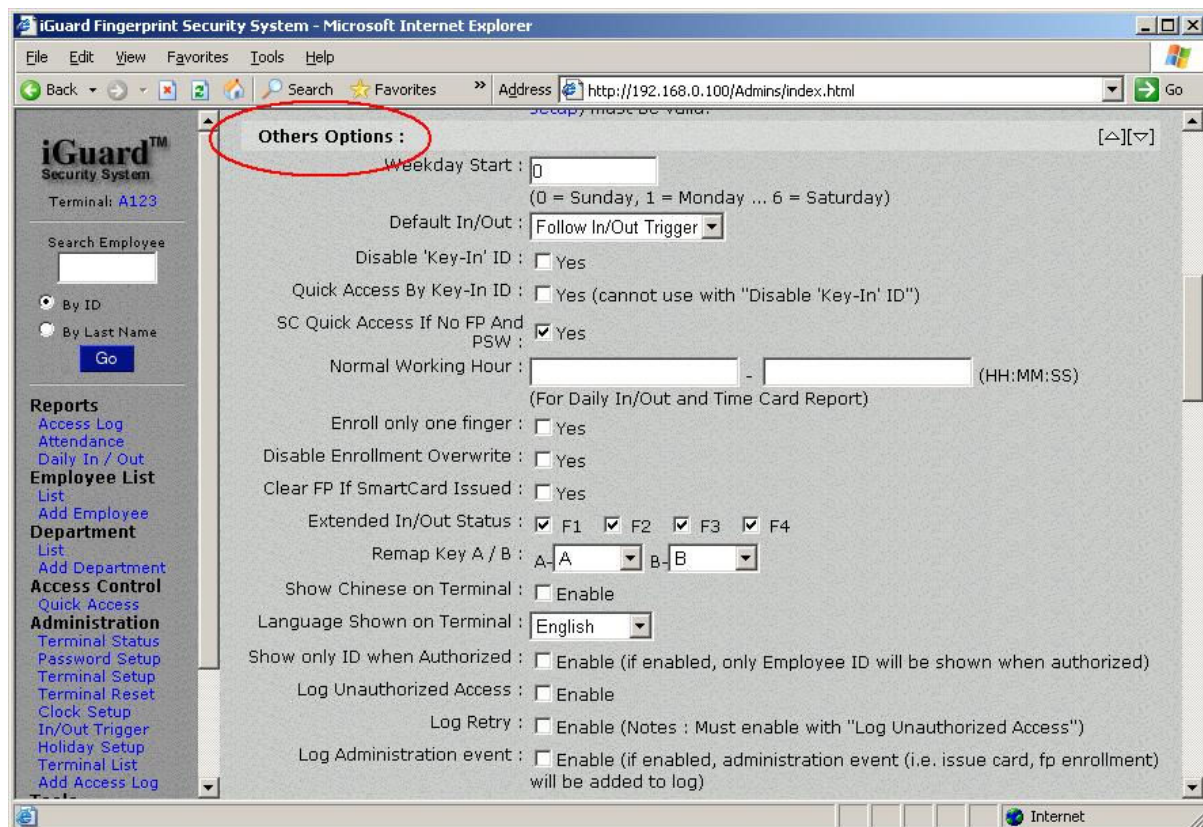 iGuard Fingerprint Security System - Microsoft Internet Explorer
File Edit View Favorites Tools Help
Back Search Favorites » Address http://192.168.0.100/Admins/index.html Go
iGuard™
Security System
Terminal: A123
Search Employee
By ID
By Last Name
Go
Reports
Access Log
Attendance
Daily In / Out
Employee List
List
Add Employee
Department
List
Add Department
Access Control
Quick Access
Administration
Terminal Status
Password Setup
Terminal Setup
Terminal Reset
Clock Setup
In/Out Trigger
Holiday Setup
Terminal List
Add Access Log
Tools
Setup) must be valid.
Others Options :
Weekday Start : 0
(0 = Sunday, 1 = Monday ... 6 = Saturday)
Default In/Out : Follow In/Out Trigger
Disable 'Key-In' ID : Yes
Quick Access By Key-In ID : Yes (cannot use with "Disable 'Key-In' ID")
SC Quick Access If No FP And
PSW : Yes
Normal Working Hour : - (HH:MM:SS)
(For Daily In/Out and Time Card Report)
Enroll only one finger : Yes
Disable Enrollment Overwrite : Yes
Clear FP If SmartCard Issued : Yes
Extended In/Out Status : F1 F2 F3 F4
Remap Key A / B : A- A B- B
Show Chinese on Terminal : Enable
Language Shown on Terminal : English
Show only ID when Authorized : Enable (if enabled, only Employee ID will be shown when authorized)
Log Unauthorized Access : Enable
Log Retry : Enable (Notes : Must enable with "Log Unauthorized Access")
Log Administration event : Enable (if enabled, administration event (i.e. issue card, fp enrollment)
will be added to log)
Internet